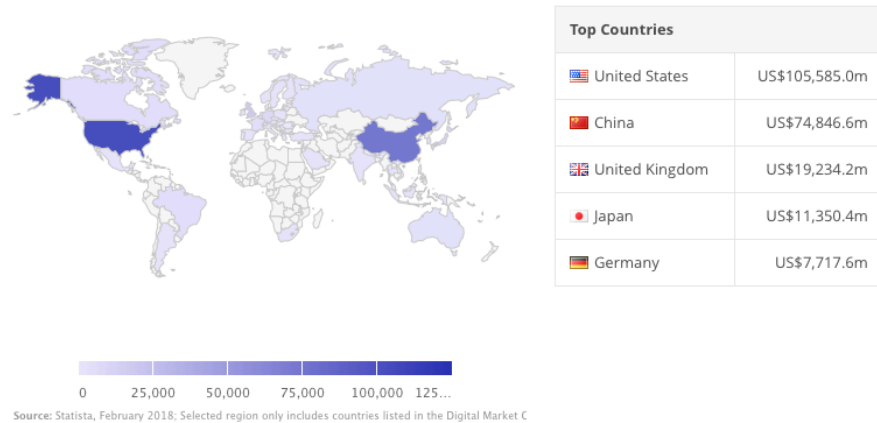 Top Countries
United States US$105,585.0m
China US$74,846.6m
United Kingdom US$19,234.2m
Japan US$11,350.4m
Germany US$7,717.6m
0 25,000 50,000 75,000 100,000 125...
Source: Statista, February 2018; Selected region only includes countries listed in the Digital Market C